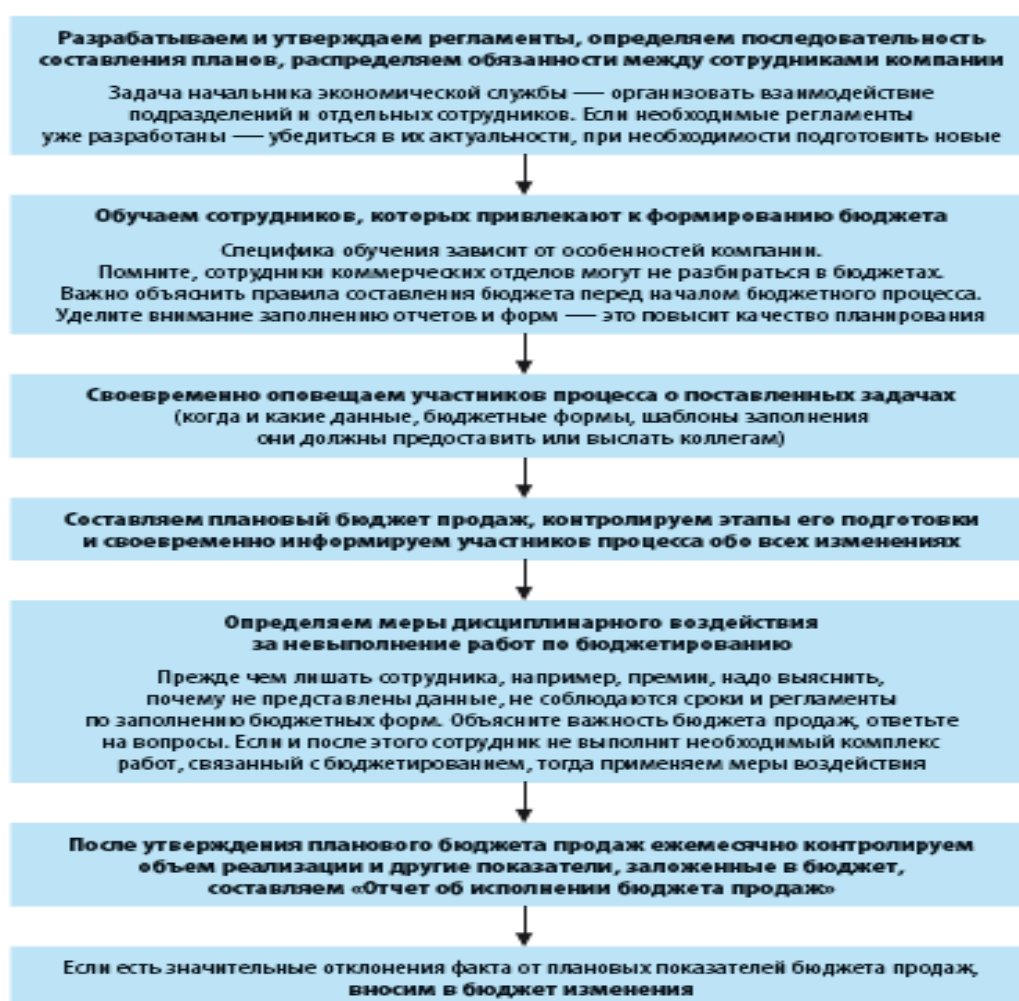 Разрабатываем и утверждаем регламенты, определяем последовательность
составления планов, распределяем обязанности между сотрудниками компании
Задача начальника экономической службы — организовать взаимодействие
подразделений и отдельных сотрудников. Если необходимые регламенты
уже разработаны — убедиться в их актуальности, при необходимости подготовить новые
Обучаем сотрудников, которых привлекают к формированию бюджета
Специфика обучения зависит от особенностей компании.
Помните, сотрудники коммерческих отделов могут не разбираться в бюджетах.
Важно объяснить правила составления бюджета перед началом бюджетного процесса.
Уделите внимание заполнению отчетов и форм — это повысит качество планирования
Своевременно оповещаем участников процесса о поставленных задачах
(когда и какие данные, бюджетные формы, шаблоны заполнения
они должны предоставить или выслать коллегам)
Составляем плановый бюджет продаж, контролируем этапы его подготовки
и своевременно информируем участников процесса обо всех изменениях
Определяем меры дисциплинарного воздействия
за невыполнение работ по бюджетированию
Прежде чем лишать сотрудника, например, премии, надо выяснить,
почему не представлены данные, не соблюдаются сроки и регламенты
по заполнению бюджетных форм. Объясните важность бюджета продаж, ответьте
на вопросы. Если и после этого сотрудник не выполнит необходимый комплекс
работ, связанный с бюджетированием, тогда применяем меры воздействия
После утверждения планового бюджета продаж ежемесячно контролируем
объем реализации и другие показатели, заложенные в бюджет,
составляем «Отчет об исполнении бюджета продаж»
Если есть значительные отклонения факта от плановых показателей бюджета продаж,
вносим в бюджет изменения